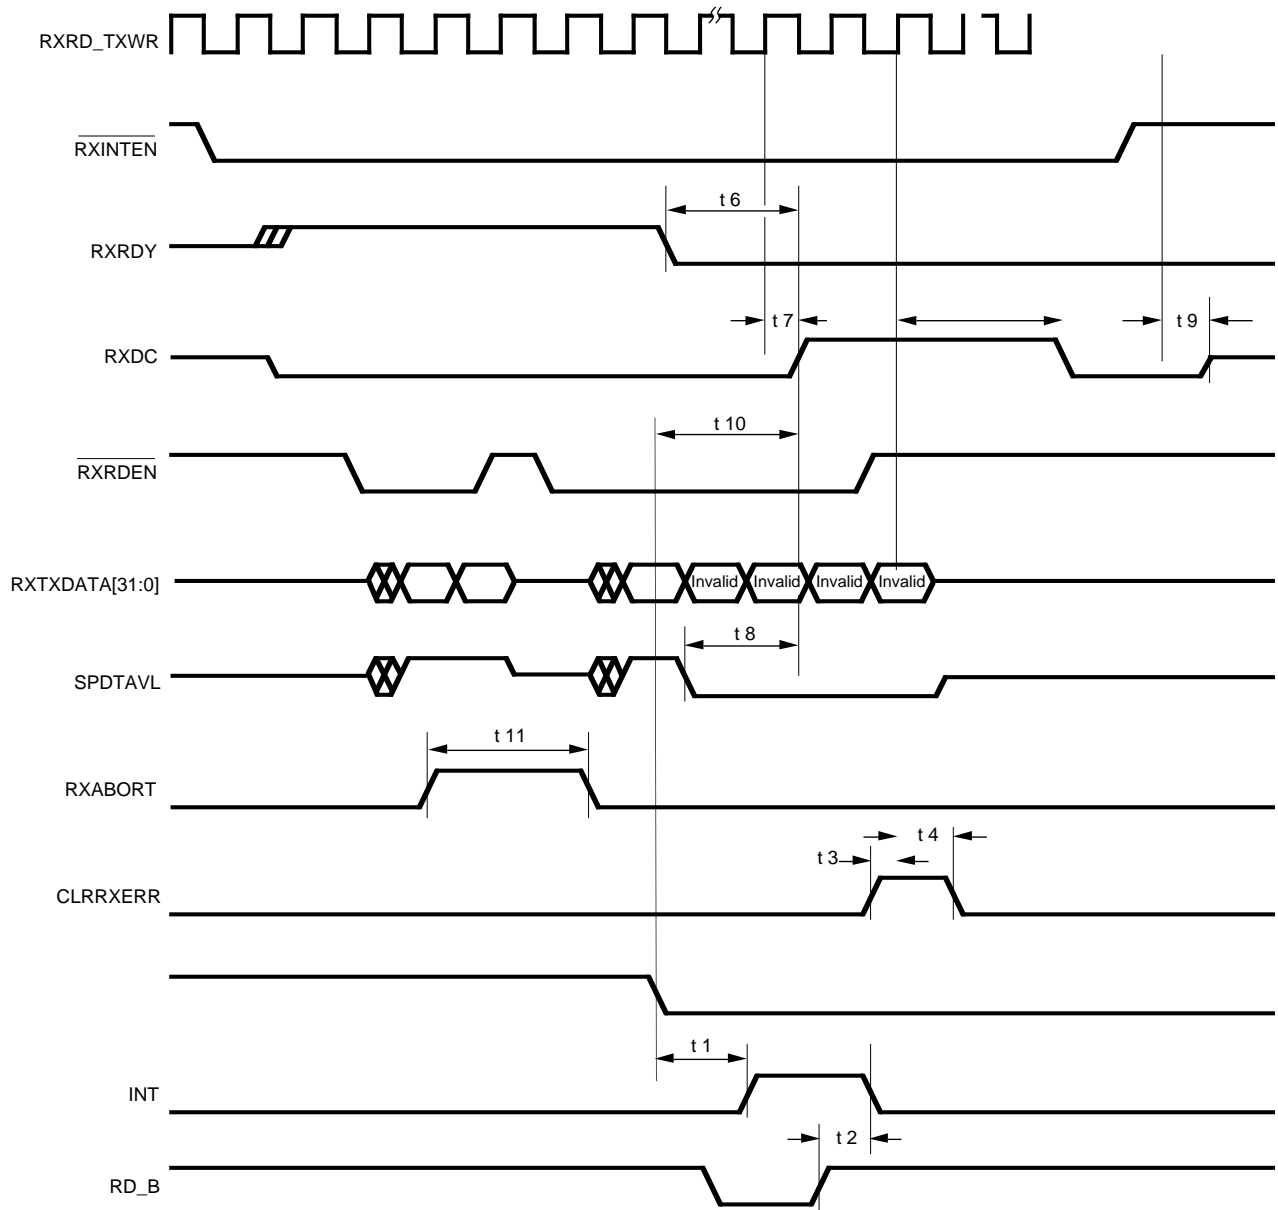 RXRD_TXWR
RXINTEN
t 6
RXRDY
t 7
t 9
RXDC
t 10
RXRDEN
RXTXDATA[31:0]
Invalid Invalid Invalid Invalid
t 8
SPDTAVL
t 11
RXABORT
t 4
t 3
CLRRXERR
t 1
INT
t 2
RD_B